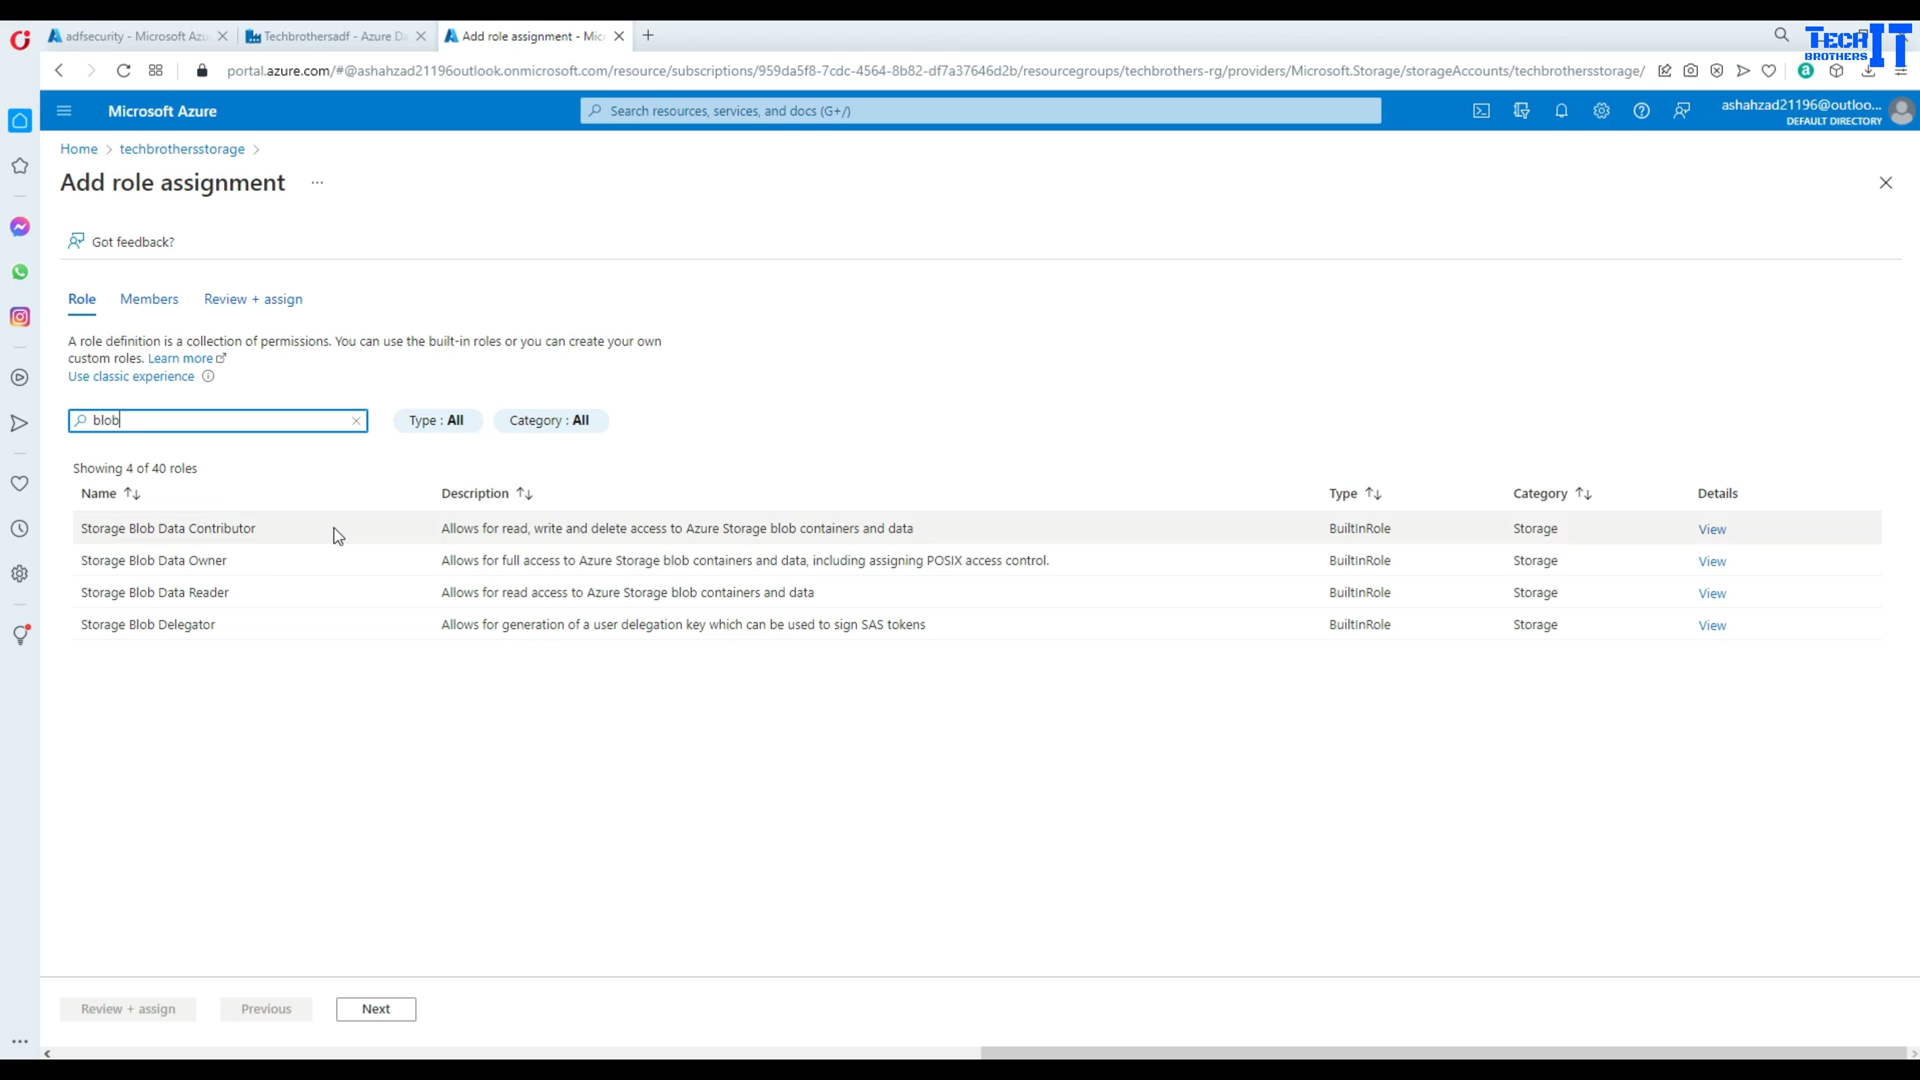 adfsecurity - Microsoft Azu
Techbrothersadf - Azure Da
Add role assignment - Mic
TECH IT
BROTHERS
portal.azure.com/#@ashahzad21196outlook.onmicrosoft.com/resource/subscriptions/959da5f8-7cdc-4564-8b82-df7a37646d2b/resourcegroups/techbrothers-rg/providers/Microsoft.Storage/storageAccounts/techbrothersstorage/
Microsoft Azure
Search resources, services, and docs (G+/)
ashahzad21196@outloo...
DEFAULT DIRECTORY
Home > techbrothersstorage >
Add role assignment ...
Got feedback?
Role Members Review + assign
A role definition is a collection of permissions. You can use the built-in roles or you can create your own
custom roles. Learn more
Use classic experience
blob
Type : All
Category : All
Showing 4 of 40 roles
Name Description Type Category Details
Storage Blob Data Contributor Allows for read, write and delete access to Azure Storage blob containers and data BuiltInRole Storage View
Storage Blob Data Owner Allows for full access to Azure Storage blob containers and data, including assigning POSIX access control. BuiltInRole Storage View
Storage Blob Data Reader Allows for read access to Azure Storage blob containers and data BuiltInRole Storage View
Storage Blob Delegator Allows for generation of a user delegation key which can be used to sign SAS tokens BuiltInRole Storage View
Review + assign Previous Next